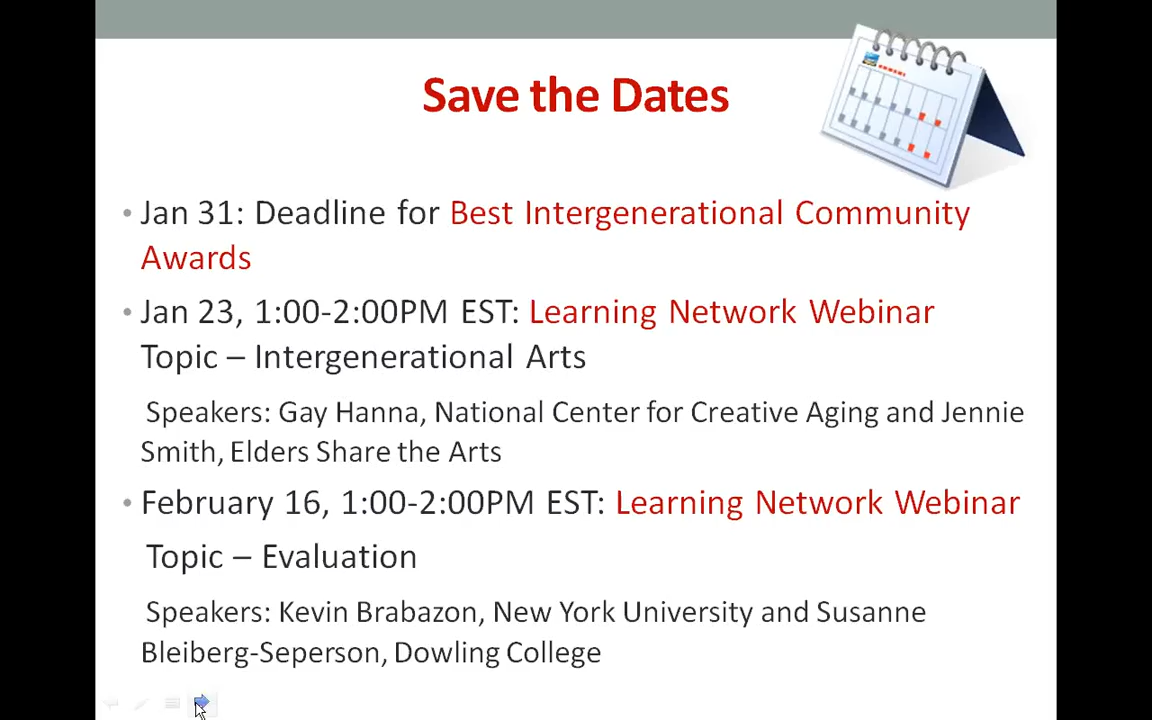 Save the Dates
• Jan 31: Deadline for Best Intergenerational Community
Awards
• Jan 23, 1:00-2:00PM EST: Learning Network Webinar
Topic – Intergenerational Arts
Speakers: Gay Hanna, National Center for Creative Aging and Jennie
Smith, Elders Share the Arts
• February 16, 1:00-2:00PM EST: Learning Network Webinar
Topic – Evaluation
Speakers: Kevin Brabazon, New York University and Susanne
Bleiberg-Seperson, Dowling College